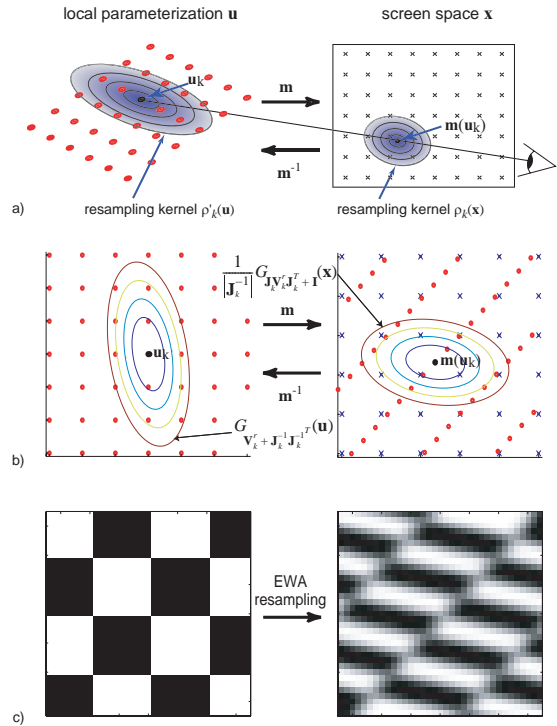 local parameterization u
screen space x
u_k
m
m(u_k)
m^-1
a)
resampling kernel ρ'_k(u)
resampling kernel ρ_k(x)
1/|J_k^-1| G_{J_k V_k^r J_k^T + I}(x)
m
u_k
m(u_k)
m^-1
G_{V_k^r + J_k^-1 J_k^-1^T}(u)
b)
EWA
resampling
c)